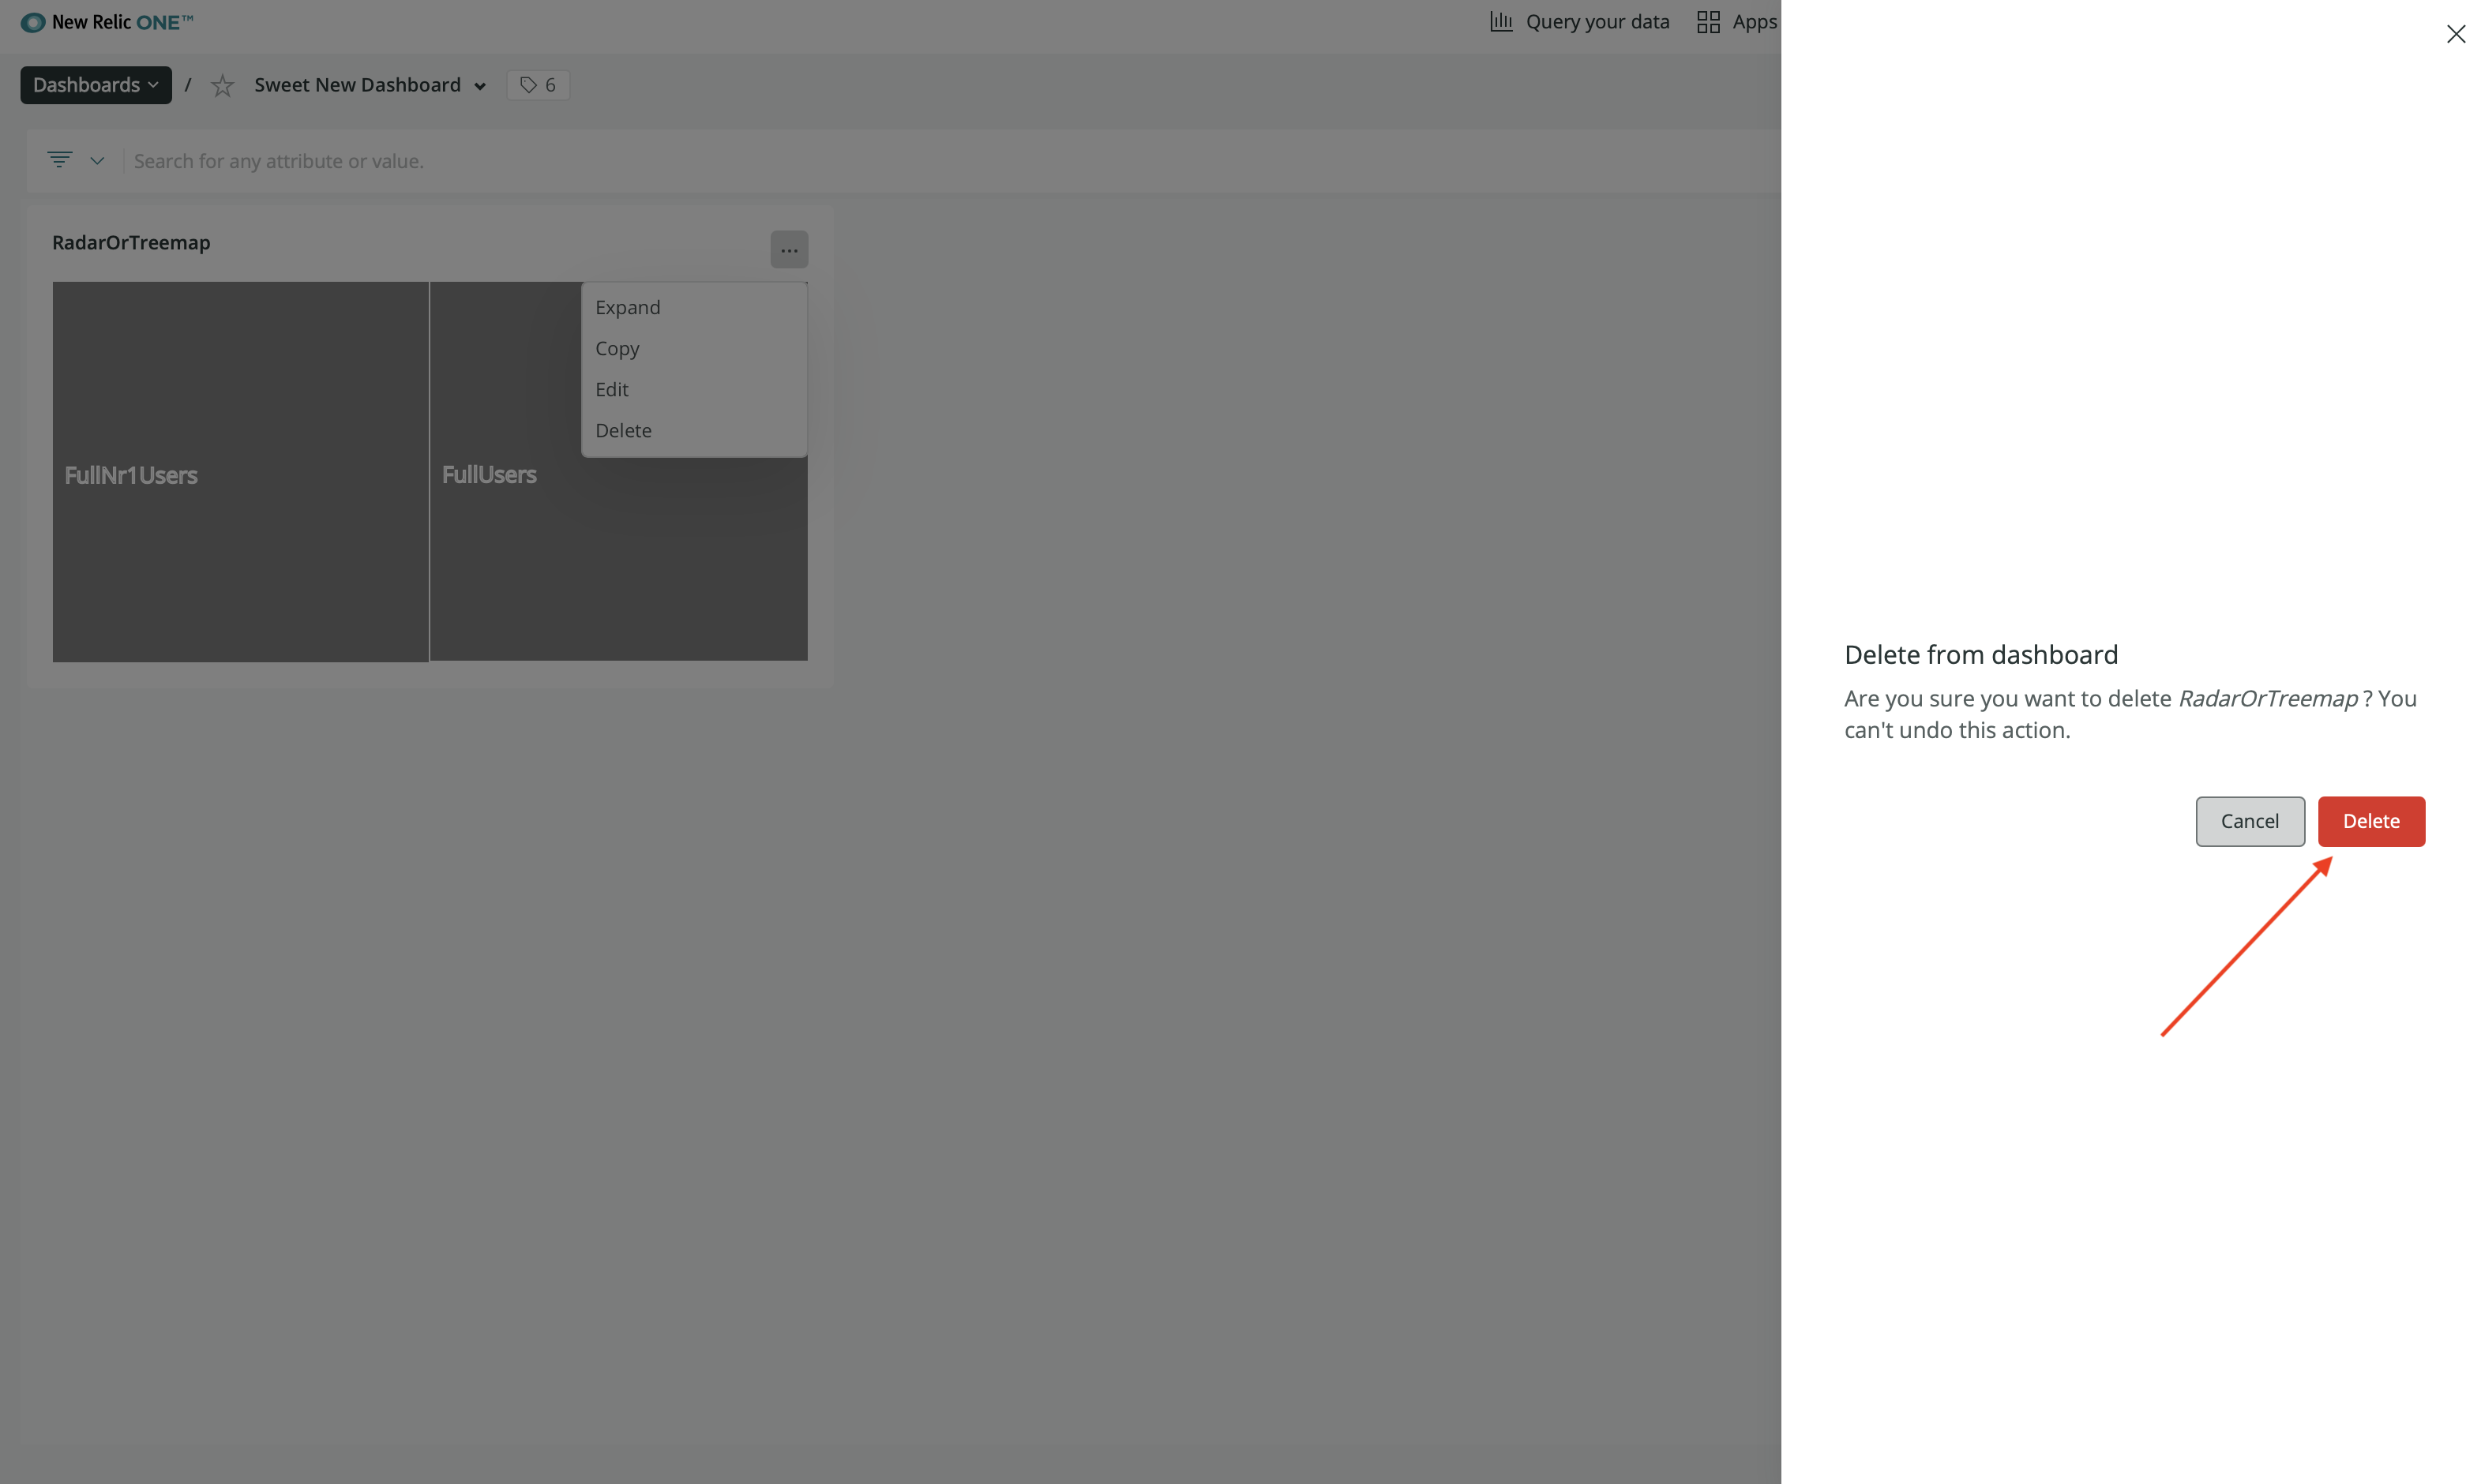 New Relic ONE™
Query your data
Apps
Dashboards / Sweet New Dashboard 6
Search for any attribute or value.
RadarOrTreemap
...
Expand
Copy
Edit
Delete
FullNr1Users
FullUsers
Delete from dashboard
Are you sure you want to delete RadarOrTreemap ? You
can't undo this action.
Cancel
Delete